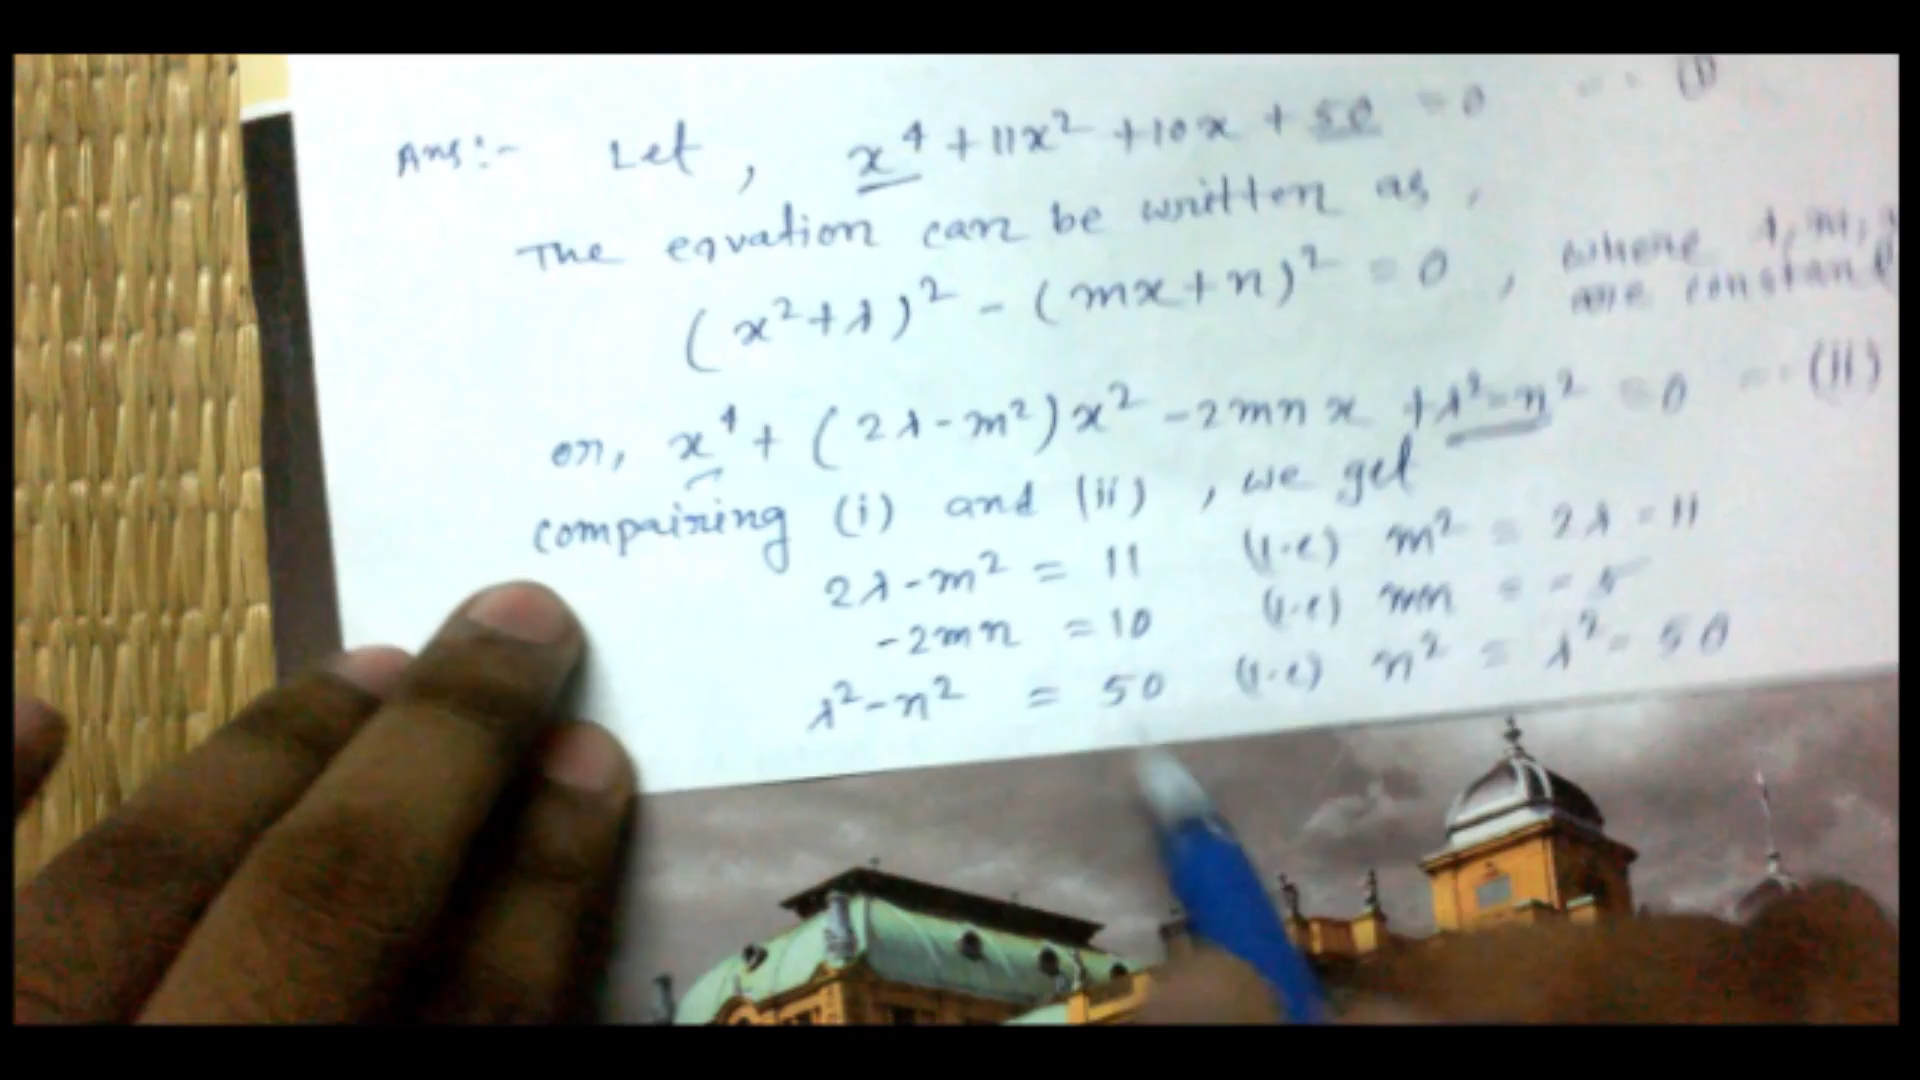 Ans:- Let, x⁴ + 11x² + 10x + 50 = 0 -- (i)
The equation can be written as,
(x²+λ)² - (mx+n)² = 0, where λ, m,
are constant
or, x⁴ + (2λ-m²)x² - 2mnx + λ²-n² = 0 -- (ii)
compairing (i) and (ii), we get
2λ-m² = 11 (i.e) m² = 2λ-11
-2mn = 10 (i.e) mn = -5
λ²-n² = 50 (i.e) n² = λ²-50